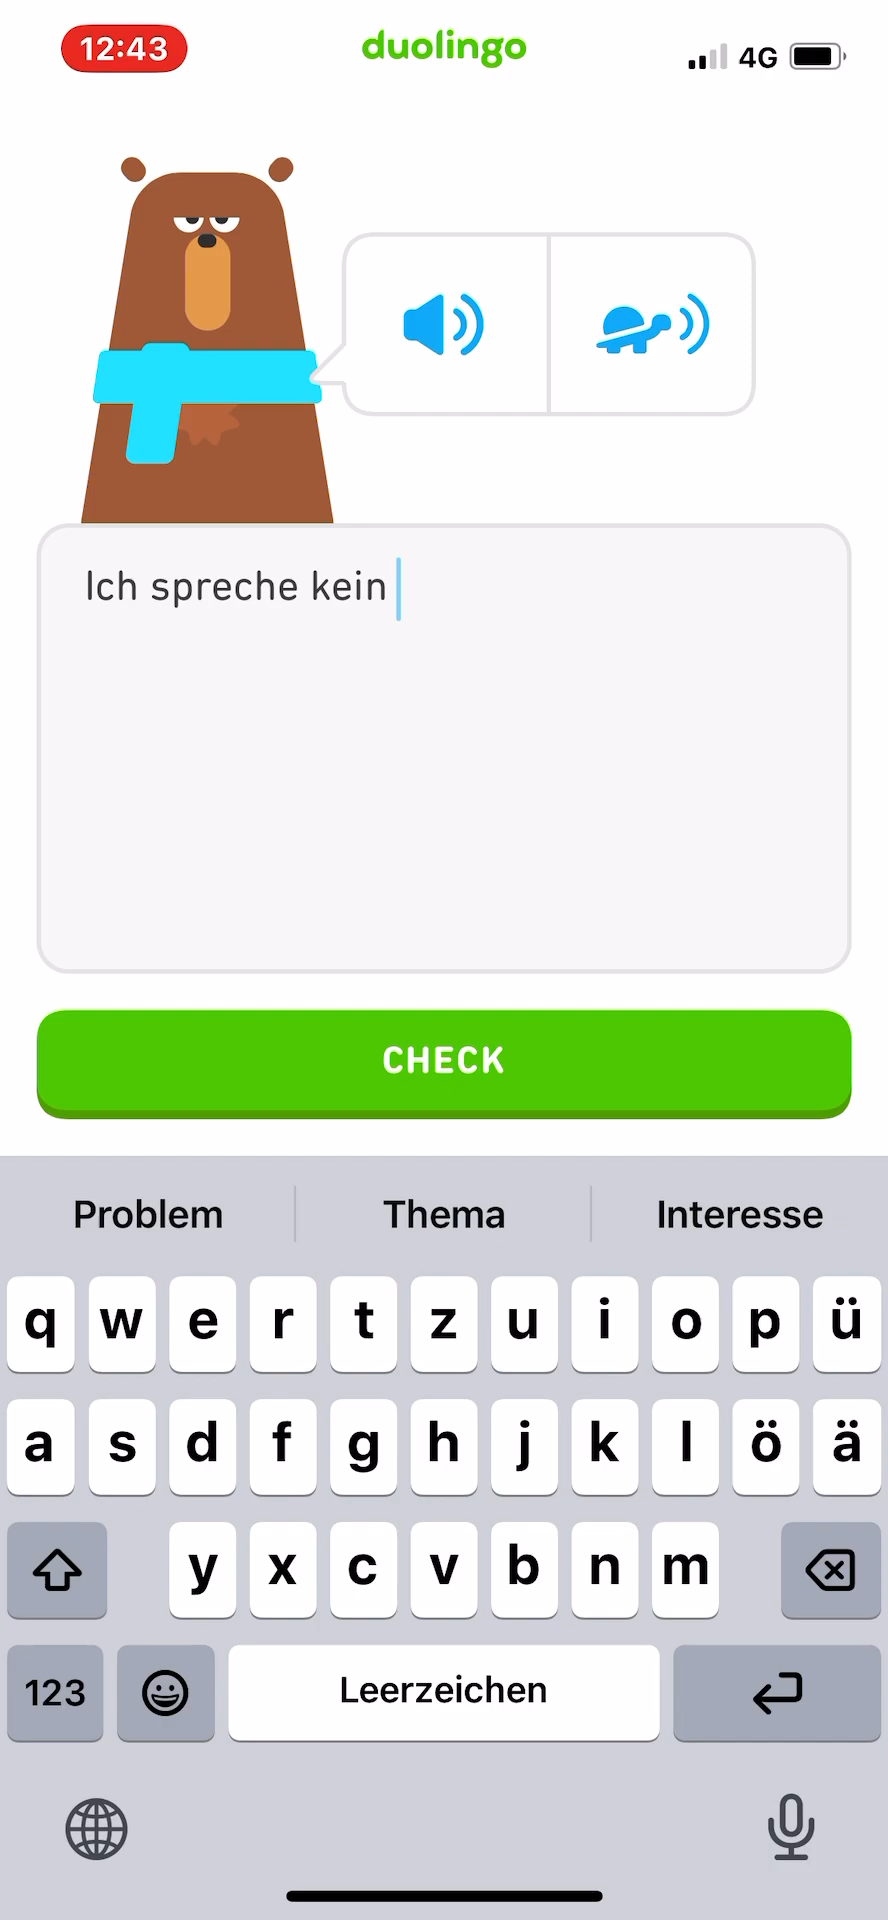 12:43
duolingo
4G
Ich spreche kein
CHECK
Problem
Thema
Interesse
q w e r t z u i o p ü
a s d f g h j k l ö ä
y x c v b n m
123
Leerzeichen